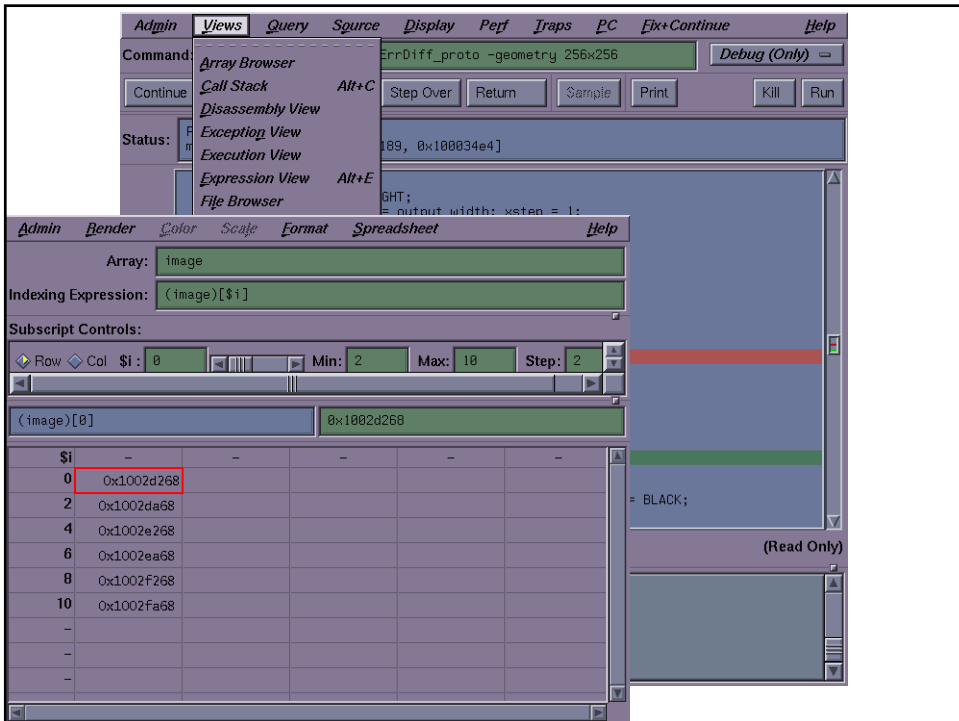 Admin Views Query Source Display Perf Traps PC Fix+Continue Help
Command: ErrDiff_proto -geometry 256x256 Debug (Only)
Array Browser
Call Stack Alt+C
Disassembly View
Exception View
Execution View
Expression View Alt+E
File Browser
Continue Step Over Return Sample Print Kill Run
Status: 189, 0x100034e4]
GHT;
= output width; xstep = 1;
= BLACK;
(Read Only)
Admin Render Color Scale Format Spreadsheet Help
Array: image
Indexing Expression: (image)[$i]
Subscript Controls:
Row Col $i : 0 Min: 2 Max: 10 Step: 2
(image)[0] 0x1002d268
$i - - - - -
0 0x1002d268
2 0x1002da68
4 0x1002e268
6 0x1002ea68
8 0x1002f268
10 0x1002fa68
-
-
-